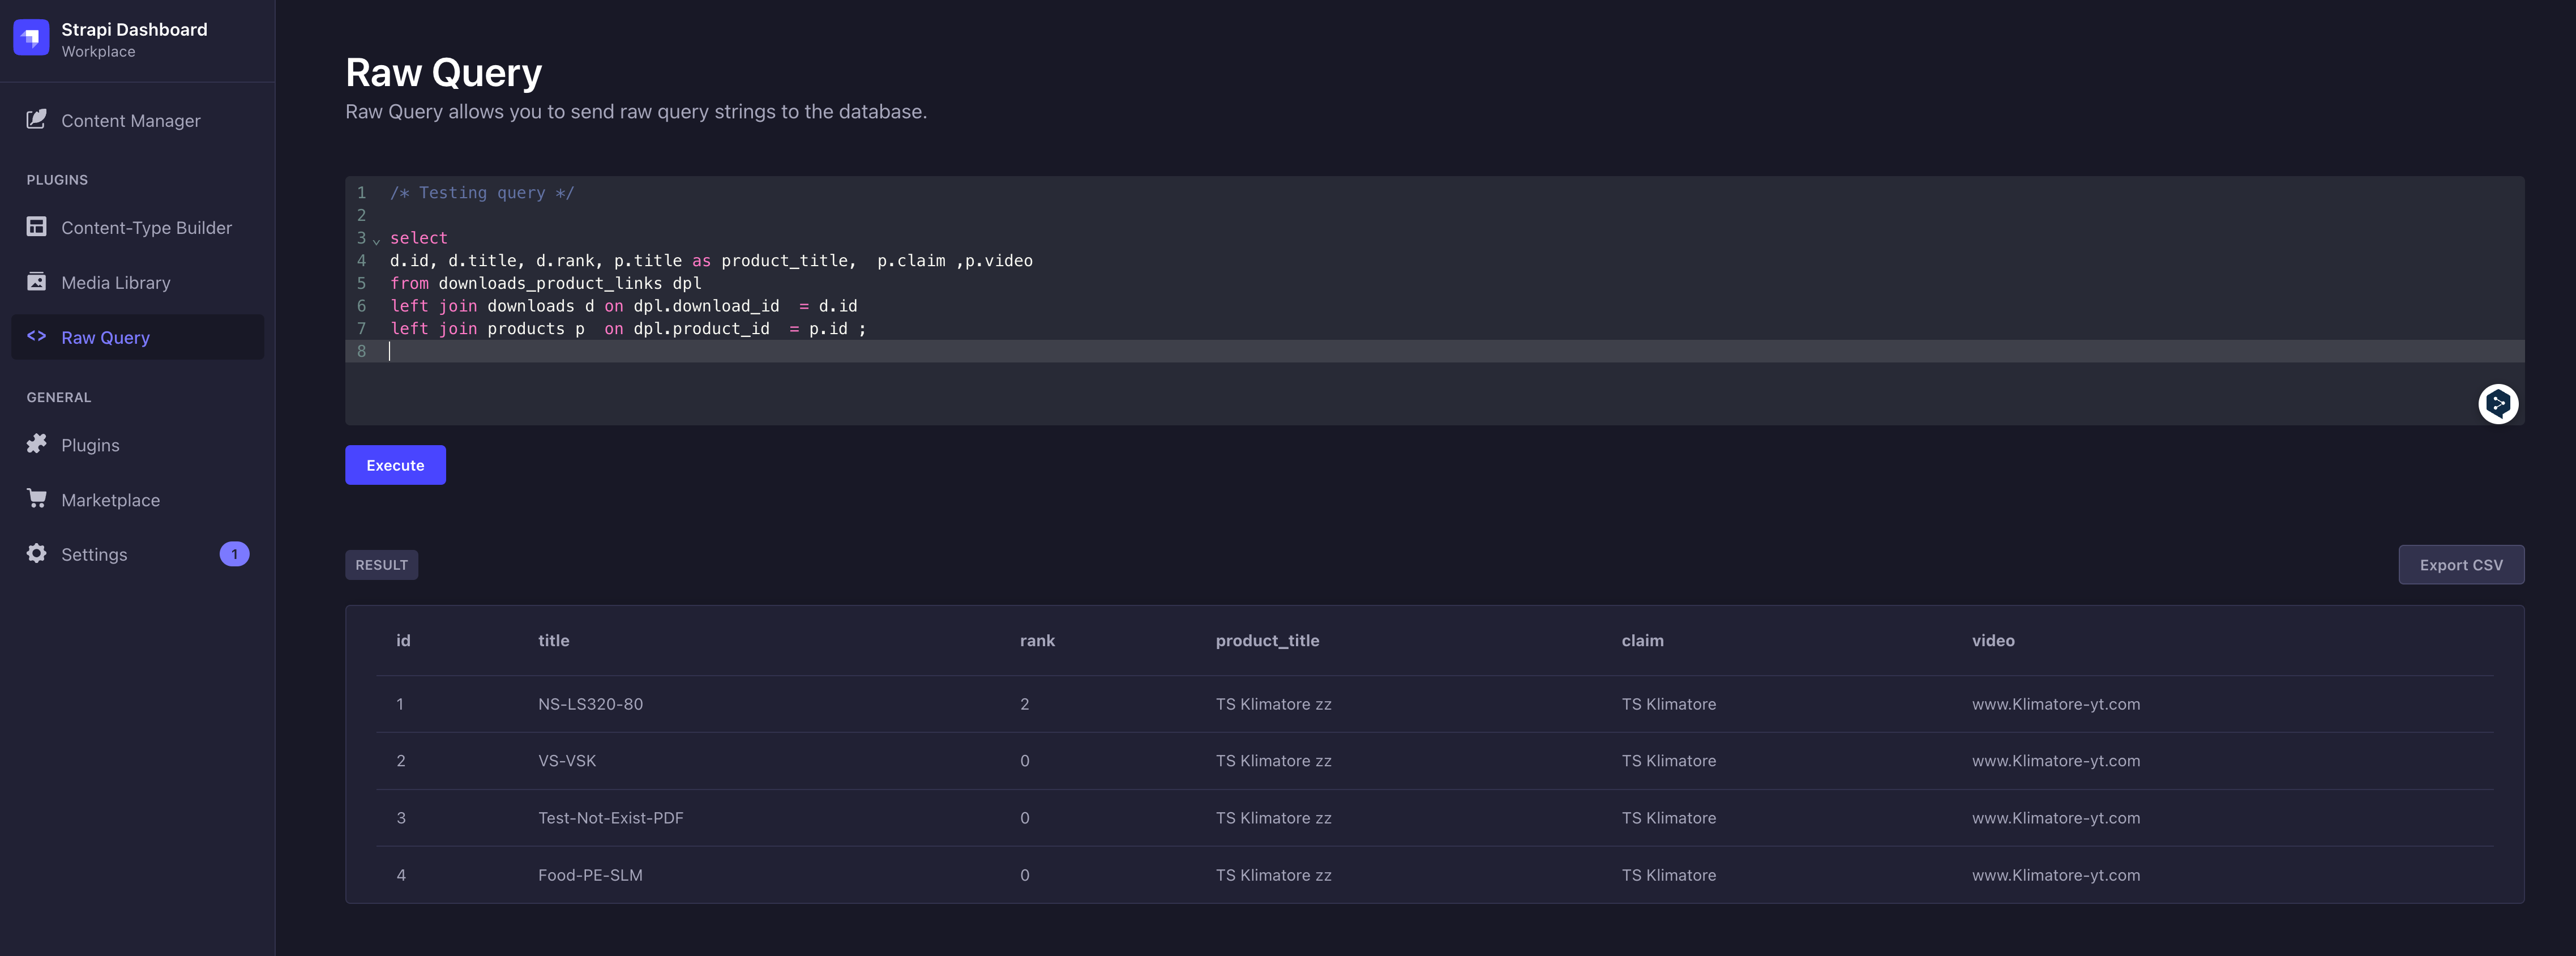 Strapi Dashboard
Workplace
Content Manager
PLUGINS
Content-Type Builder
Media Library
Raw Query
GENERAL
Plugins
Marketplace
Settings 1
Raw Query
Raw Query allows you to send raw query strings to the database.
1 /* Testing query */
2
3 select
4 d.id, d.title, d.rank, p.title as product_title,  p.claim ,p.video
5 from downloads_product_links dpl
6 left join downloads d on dpl.download_id  = d.id
7 left join products p  on dpl.product_id  = p.id ;
8
Execute
RESULT Export CSV
id title rank product_title claim video
1 NS-LS320-80 2 TS Klimatore zz TS Klimatore www.Klimatore-yt.com
2 VS-VSK 0 TS Klimatore zz TS Klimatore www.Klimatore-yt.com
3 Test-Not-Exist-PDF 0 TS Klimatore zz TS Klimatore www.Klimatore-yt.com
4 Food-PE-SLM 0 TS Klimatore zz TS Klimatore www.Klimatore-yt.com